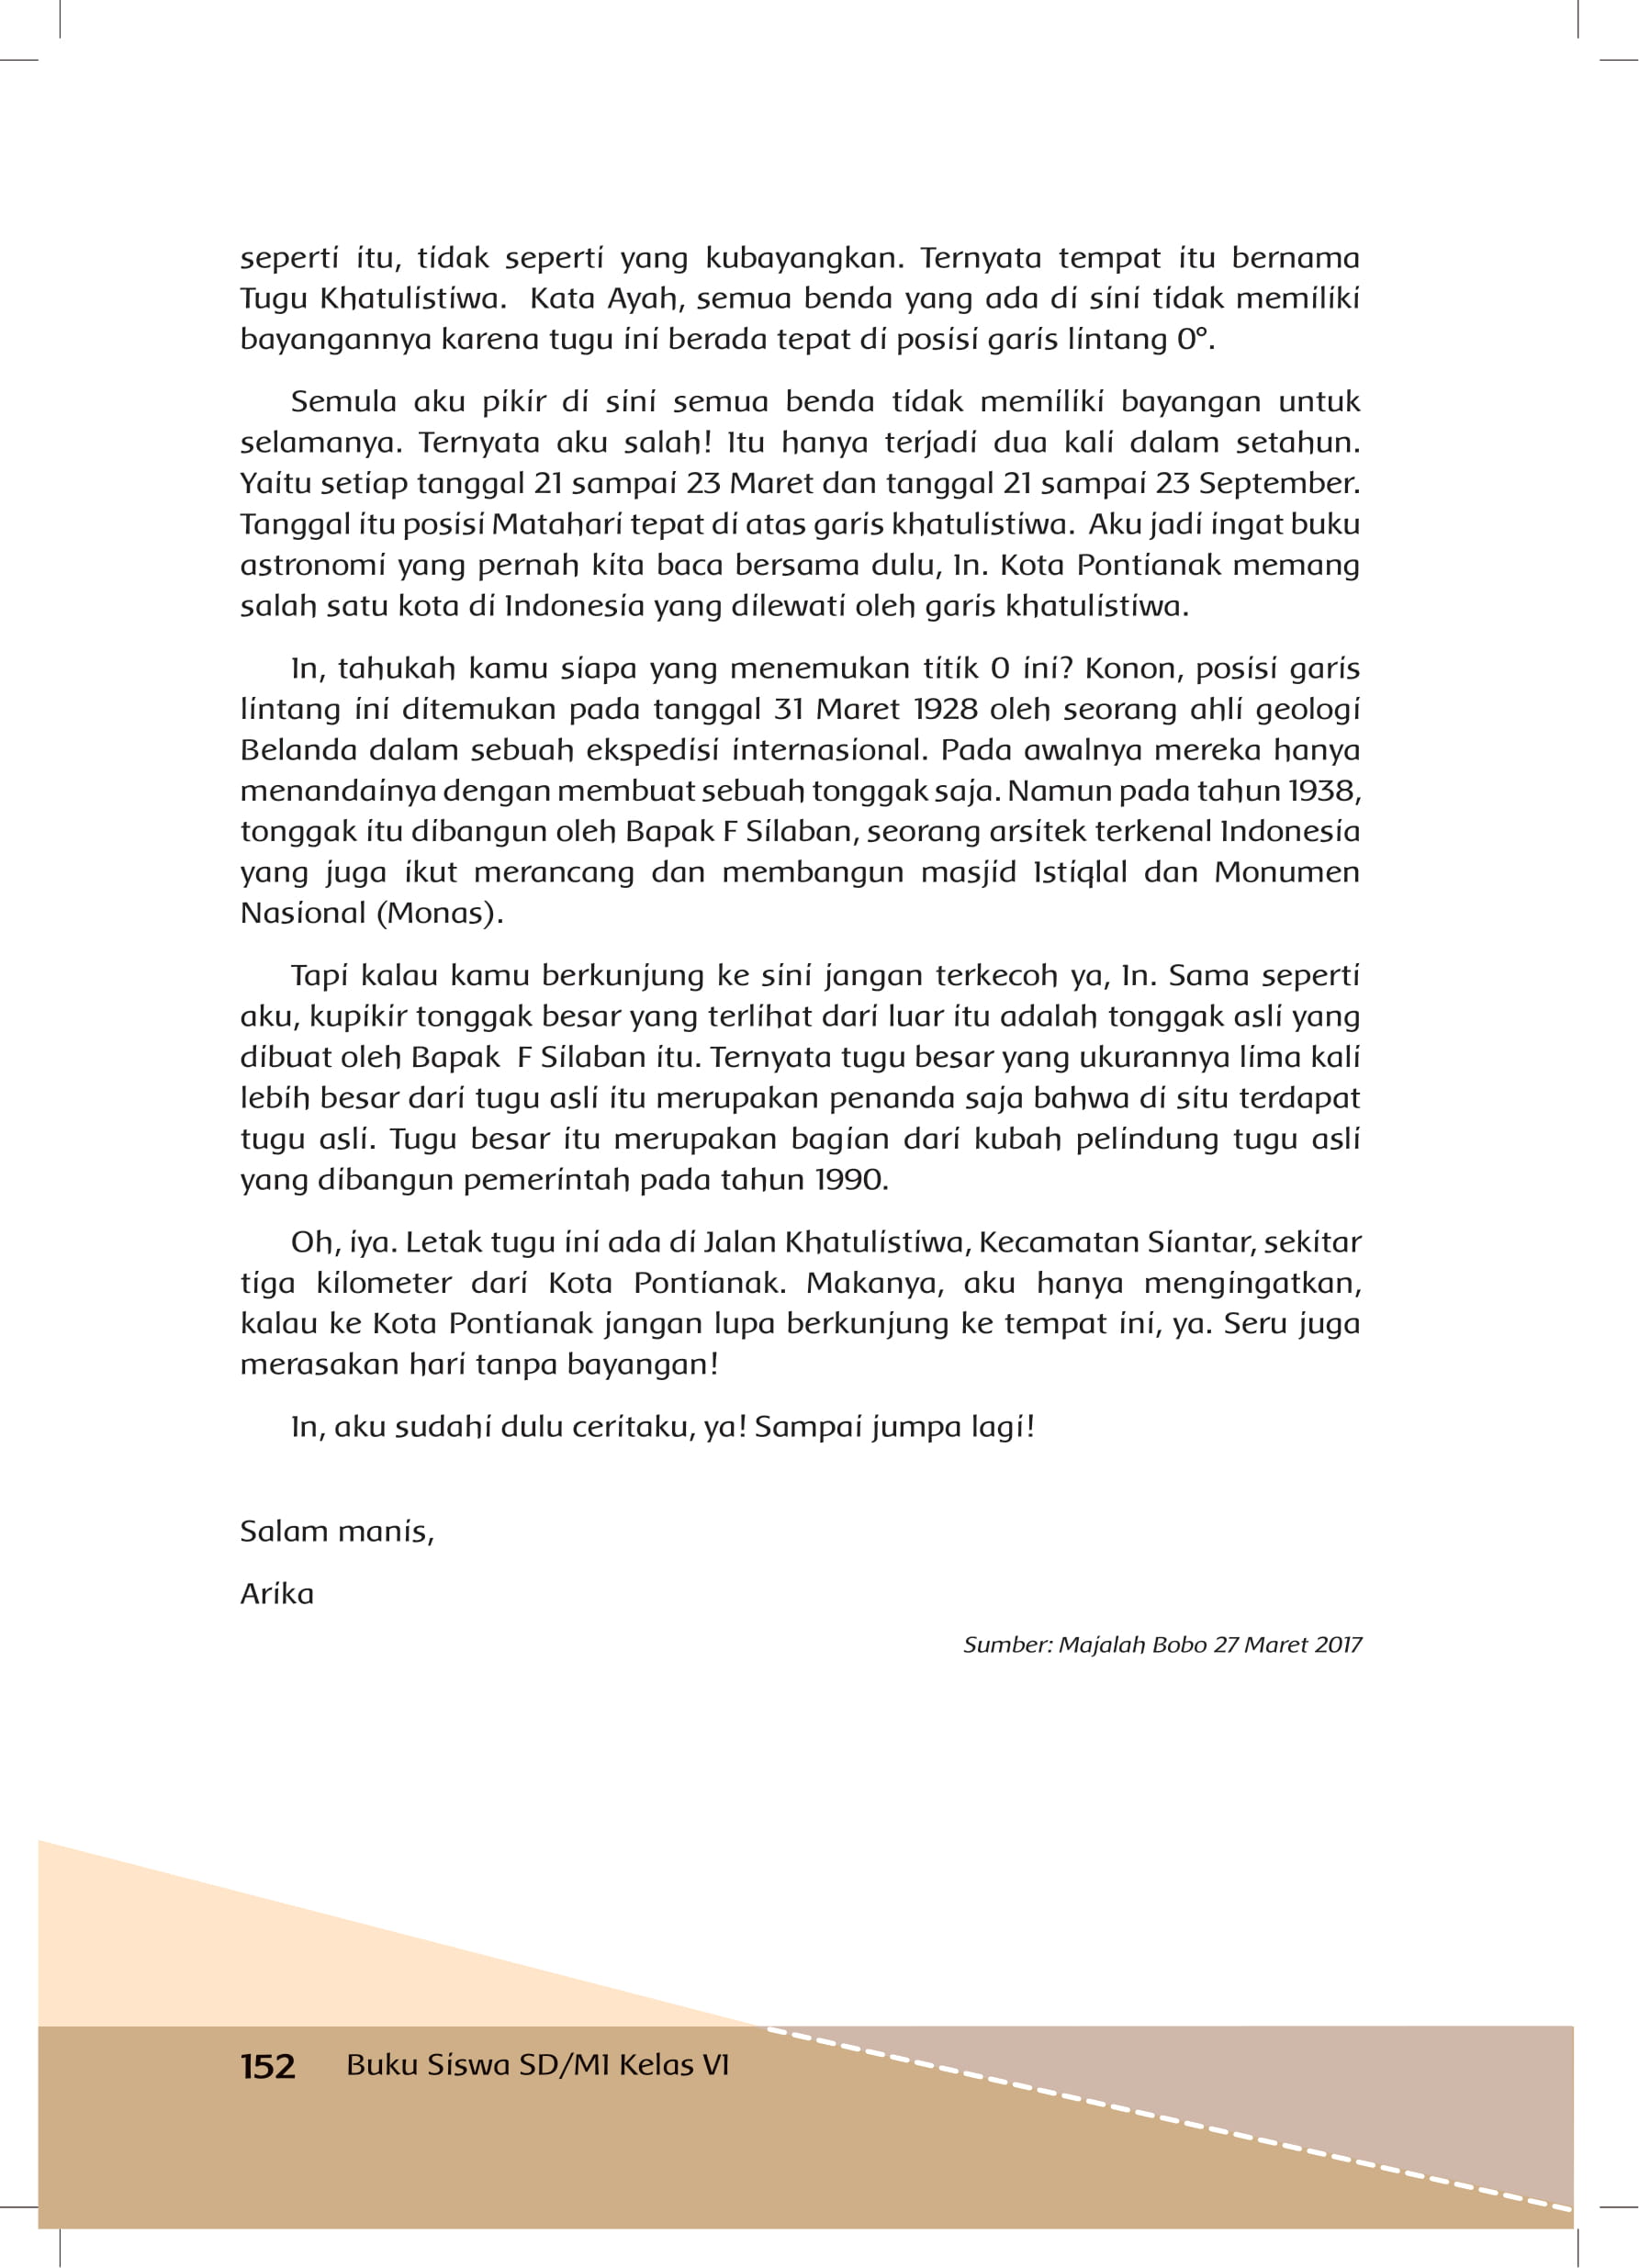 seperti itu, tidak seperti yang kubayangkan. Ternyata tempat itu bernama
Tugu Khatulistiwa.  Kata Ayah, semua benda yang ada di sini tidak memiliki
bayangannya karena tugu ini berada tepat di posisi garis lintang 0°.
Semula aku pikir di sini semua benda tidak memiliki bayangan untuk
selamanya. Ternyata aku salah! Itu hanya terjadi dua kali dalam setahun.
Yaitu setiap tanggal 21 sampai 23 Maret dan tanggal 21 sampai 23 September.
Tanggal itu posisi Matahari tepat di atas garis khatulistiwa.  Aku jadi ingat buku
astronomi yang pernah kita baca bersama dulu, In. Kota Pontianak memang
salah satu kota di Indonesia yang dilewati oleh garis khatulistiwa.
In, tahukah kamu siapa yang menemukan titik 0 ini? Konon, posisi garis
lintang ini ditemukan pada tanggal 31 Maret 1928 oleh seorang ahli geologi
Belanda dalam sebuah ekspedisi internasional. Pada awalnya mereka hanya
menandainya dengan membuat sebuah tonggak saja. Namun pada tahun 1938,
tonggak itu dibangun oleh Bapak F Silaban, seorang arsitek terkenal Indonesia
yang juga ikut merancang dan membangun masjid Istiqlal dan Monumen
Nasional (Monas).
Tapi kalau kamu berkunjung ke sini jangan terkecoh ya, In. Sama seperti
aku, kupikir tonggak besar yang terlihat dari luar itu adalah tonggak asli yang
dibuat oleh Bapak  F Silaban itu. Ternyata tugu besar yang ukurannya lima kali
lebih besar dari tugu asli itu merupakan penanda saja bahwa di situ terdapat
tugu asli. Tugu besar itu merupakan bagian dari kubah pelindung tugu asli
yang dibangun pemerintah pada tahun 1990.
Oh, iya. Letak tugu ini ada di Jalan Khatulistiwa, Kecamatan Siantar, sekitar
tiga kilometer dari Kota Pontianak. Makanya, aku hanya mengingatkan,
kalau ke Kota Pontianak jangan lupa berkunjung ke tempat ini, ya. Seru juga
merasakan hari tanpa bayangan!
In, aku sudahi dulu ceritaku, ya! Sampai jumpa lagi!
Salam manis,
Arika
Sumber: Majalah Bobo 27 Maret 2017
152 Buku Siswa SD/MI Kelas VI